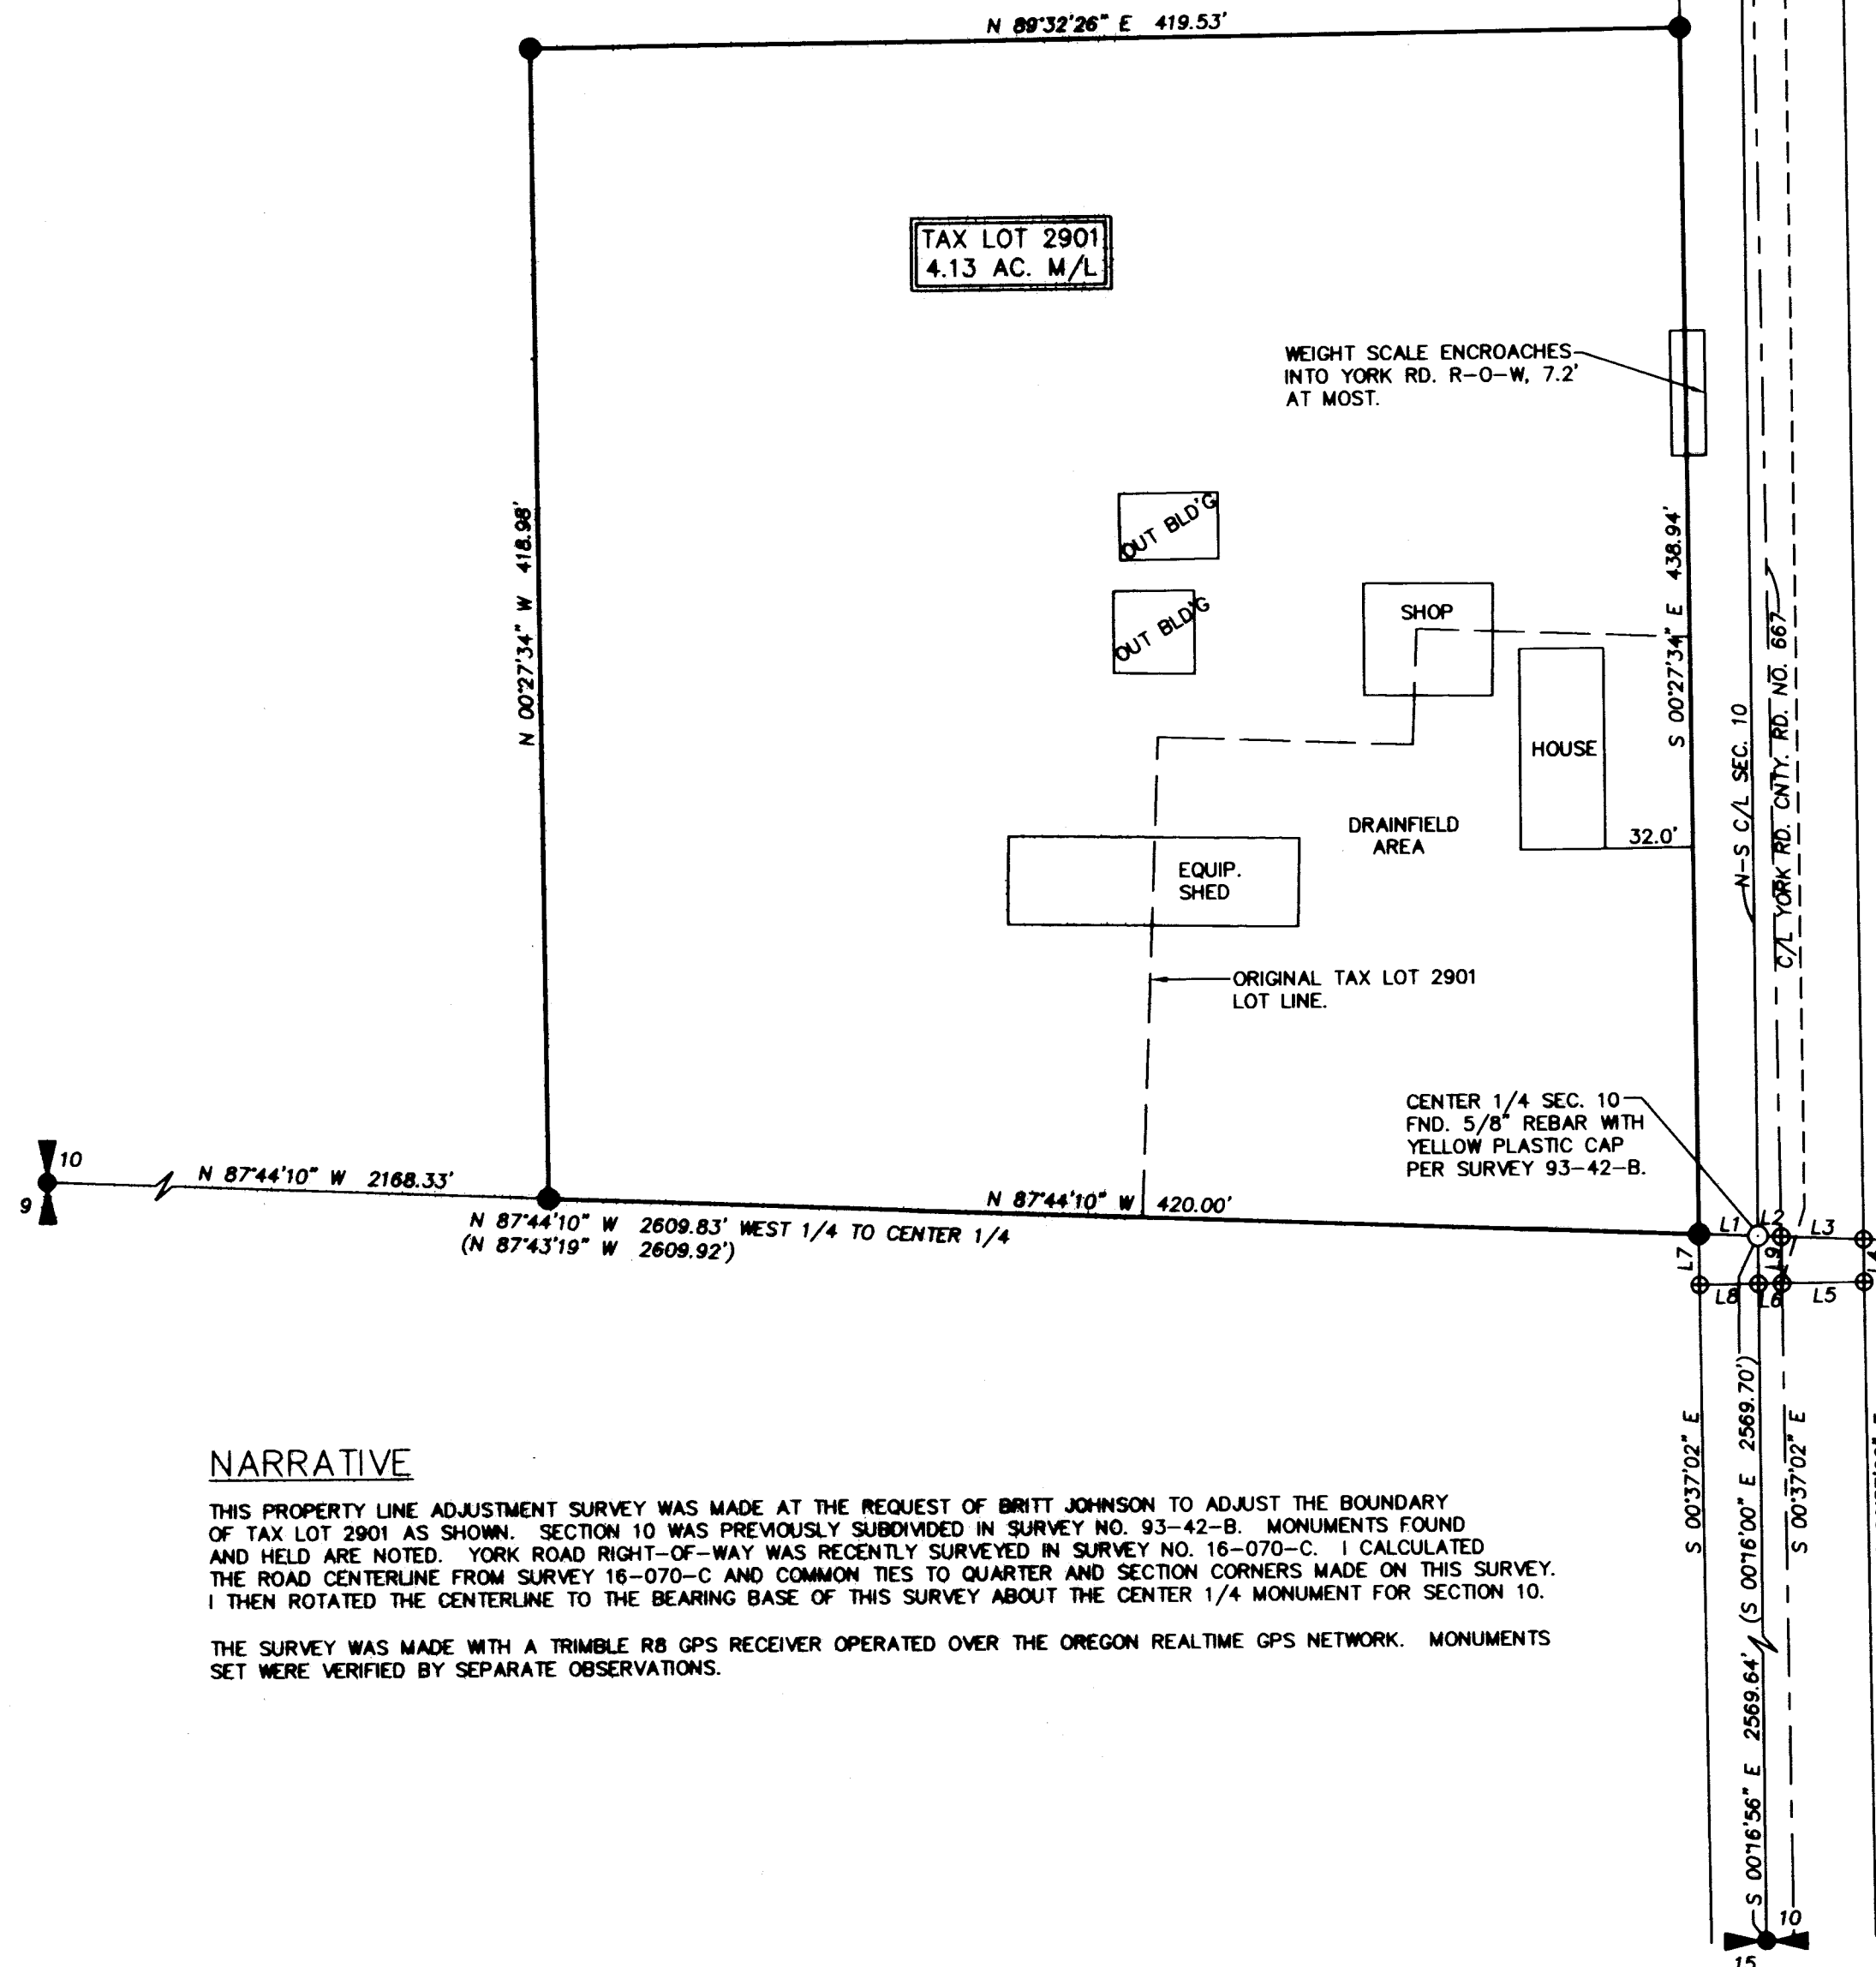 N 89°32'26" E 419.53'
TAX LOT 2901
4.13 AC. M/L
WEIGHT SCALE ENCROACHES
INTO YORK RD. R-O-W, 7.2'
AT MOST.
N 00°27'34" W 418.98'
OUT BLD'G
OUT BLD'G
SHOP
S 00°27'34" E 438.94'
HOUSE
N-S C/L SEC. 10
C/L YORK RD. CNTY. RD. NO. 667
DRAINFIELD
AREA
32.0'
EQUIP.
SHED
ORIGINAL TAX LOT 2901
LOT LINE.
CENTER 1/4 SEC. 10
FND. 5/8" REBAR WITH
YELLOW PLASTIC CAP
PER SURVEY 93-42-B.
10
9
N 87°44'10" W 2168.33'
N 87°44'10" W 420.00'
N 87°44'10" W 2609.83' WEST 1/4 TO CENTER 1/4
(N 87°43'19" W 2609.92')
L1
L2
L3
L7
L9
L4
L8
L6
L5
S 00°37'02" E
S 00°16'56" E 2569.64' (S 00°16'00" E 2569.70')
S 00°37'02" E
NARRATIVE
THIS PROPERTY LINE ADJUSTMENT SURVEY WAS MADE AT THE REQUEST OF BRITT JOHNSON TO ADJUST THE BOUNDARY
OF TAX LOT 2901 AS SHOWN. SECTION 10 WAS PREVIOUSLY SUBDIVIDED IN SURVEY NO. 93-42-B. MONUMENTS FOUND
AND HELD ARE NOTED. YORK ROAD RIGHT-OF-WAY WAS RECENTLY SURVEYED IN SURVEY NO. 16-070-C. I CALCULATED
THE ROAD CENTERLINE FROM SURVEY 16-070-C AND COMMON TIES TO QUARTER AND SECTION CORNERS MADE ON THIS SURVEY.
I THEN ROTATED THE CENTERLINE TO THE BEARING BASE OF THIS SURVEY ABOUT THE CENTER 1/4 MONUMENT FOR SECTION 10.
THE SURVEY WAS MADE WITH A TRIMBLE R8 GPS RECEIVER OPERATED OVER THE OREGON REALTIME GPS NETWORK. MONUMENTS
SET WERE VERIFIED BY SEPARATE OBSERVATIONS.
10
15